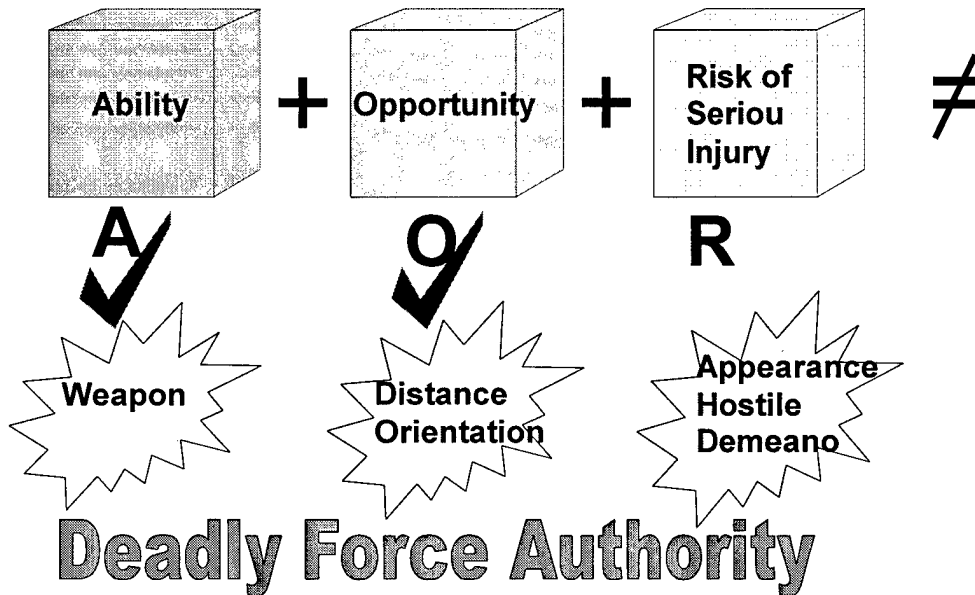 Ability + Opportunity + Risk of ≠
Seriou
Injury
A O R
Weapon
Distance
Orientation
Appearance
Hostile
Demeano
Deadly Force Authority